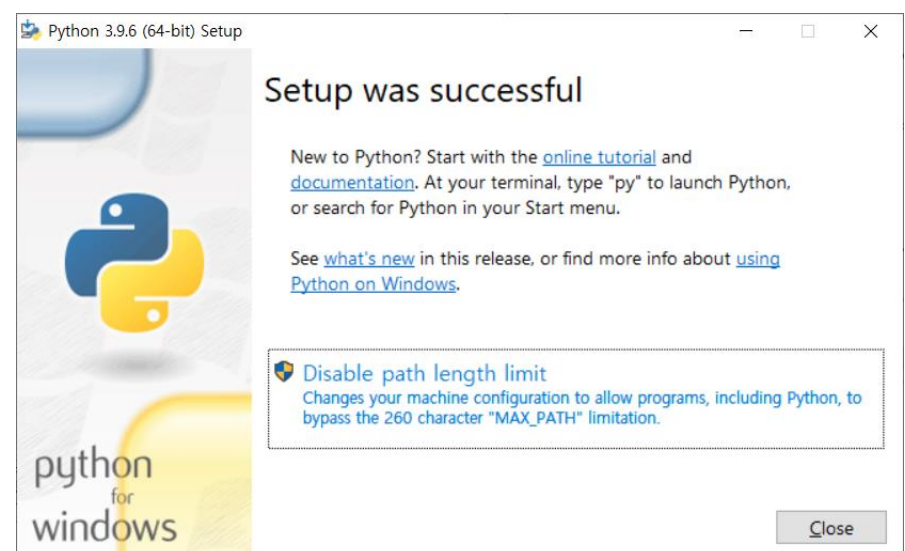 Python 3.9.6 (64-bit) Setup
Setup was successful
New to Python? Start with the online tutorial and
documentation. At your terminal, type "py" to launch Python,
or search for Python in your Start menu.
See what's new in this release, or find more info about using
Python on Windows.
Disable path length limit
Changes your machine configuration to allow programs, including Python, to
bypass the 260 character "MAX_PATH" limitation.
python
for
windows
Close